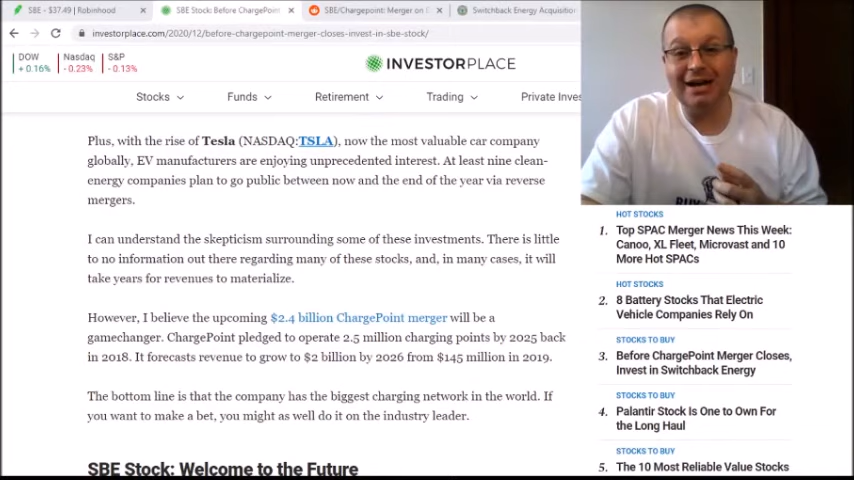 SBE - $37.49 | Robinhood
SBE Stock: Before ChargePoint
SBE/Chargepoint: Merger on
Switchback Energy Acquisition
investorplace.com/2020/12/before-chargepoint-merger-closes-invest-in-sbe-stock/
DOW Nasdaq S&P
+ 0.16% -0.23% -0.13%
INVESTORPLACE
Stocks Funds Retirement Trading Private Inves
Plus, with the rise of Tesla (NASDAQ:TSLA), now the most valuable car company
globally, EV manufacturers are enjoying unprecedented interest. At least nine clean-
energy companies plan to go public between now and the end of the year via reverse
mergers.
I can understand the skepticism surrounding some of these investments. There is little
to no information out there regarding many of these stocks, and, in many cases, it will
take years for revenues to materialize.
However, I believe the upcoming $2.4 billion ChargePoint merger will be a
gamechanger. ChargePoint pledged to operate 2.5 million charging points by 2025 back
in 2018. It forecasts revenue to grow to $2 billion by 2026 from $145 million in 2019.
The bottom line is that the company has the biggest charging network in the world. If
you want to make a bet, you might as well do it on the industry leader.
SBE Stock: Welcome to the Future
HOT STOCKS
1. Top SPAC Merger News This Week:
Canoo, XL Fleet, Microvast and 10
More Hot SPACs
HOT STOCKS
2. 8 Battery Stocks That Electric
Vehicle Companies Rely On
STOCKS TO BUY
3. Before ChargePoint Merger Closes,
Invest in Switchback Energy
STOCKS TO BUY
4. Palantir Stock Is One to Own For
the Long Haul
STOCKS TO BUY
5. The 10 Most Reliable Value Stocks